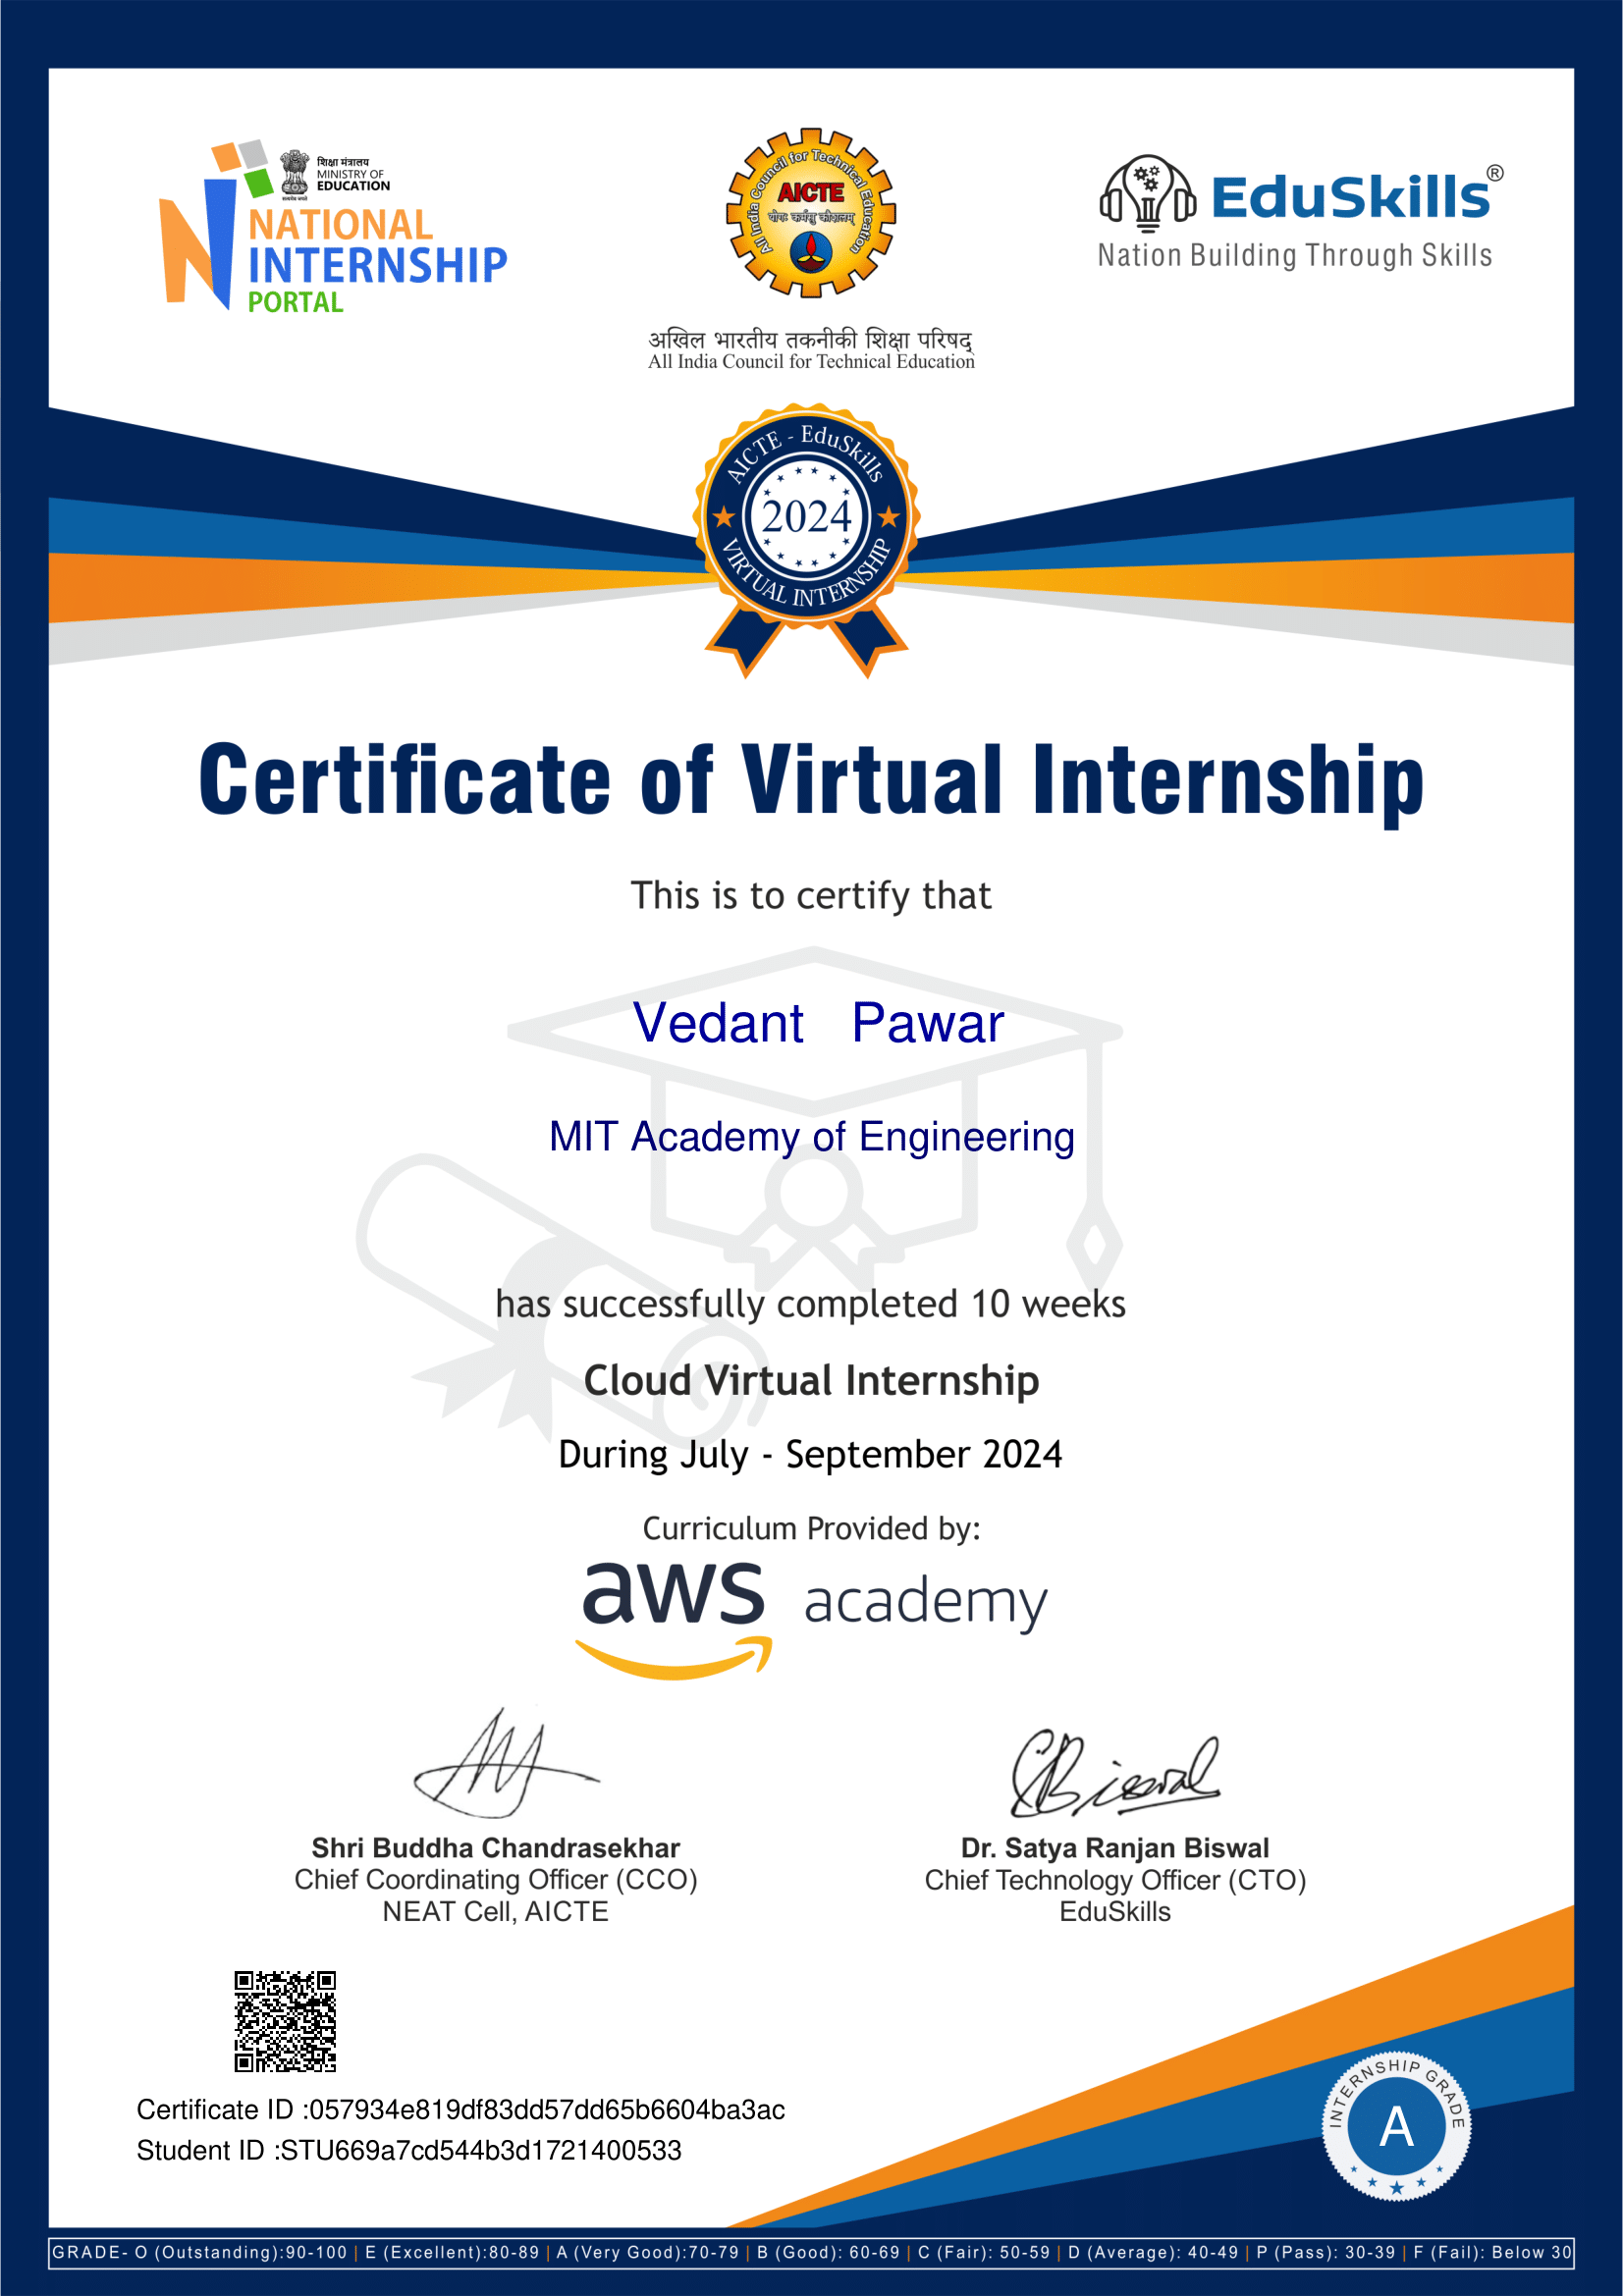 शिक्षा मंत्रालय
MINISTRY OF
EDUCATION
सत्यमेव जयते
NATIONAL
INTERNSHIP
PORTAL
All India Council for Technical Education
AICTE
योगः कर्मसु कौशलम्
अखिल भारतीय तकनीकी शिक्षा परिषद्
All India Council for Technical Education
EduSkills®
Nation Building Through Skills
AICTE - EduSkills
2024
VIRTUAL INTERNSHIP
Certificate of Virtual Internship
This is to certify that
Vedant Pawar
MIT Academy of Engineering
has successfully completed 10 weeks
Cloud Virtual Internship
During July - September 2024
Curriculum Provided by:
aws academy
Biswal
Shri Buddha Chandrasekhar
Chief Coordinating Officer (CCO)
NEAT Cell, AICTE
Dr. Satya Ranjan Biswal
Chief Technology Officer (CTO)
EduSkills
Certificate ID :057934e819df83dd57dd65b6604ba3ac
Student ID :STU669a7cd544b3d1721400533
INTERNSHIP GRADE
A
GRADE- O (Outstanding):90-100 | E (Excellent):80-89 | A (Very Good):70-79 | B (Good): 60-69 | C (Fair): 50-59 | D (Average): 40-49 | P (Pass): 30-39 | F (Fail): Below 30